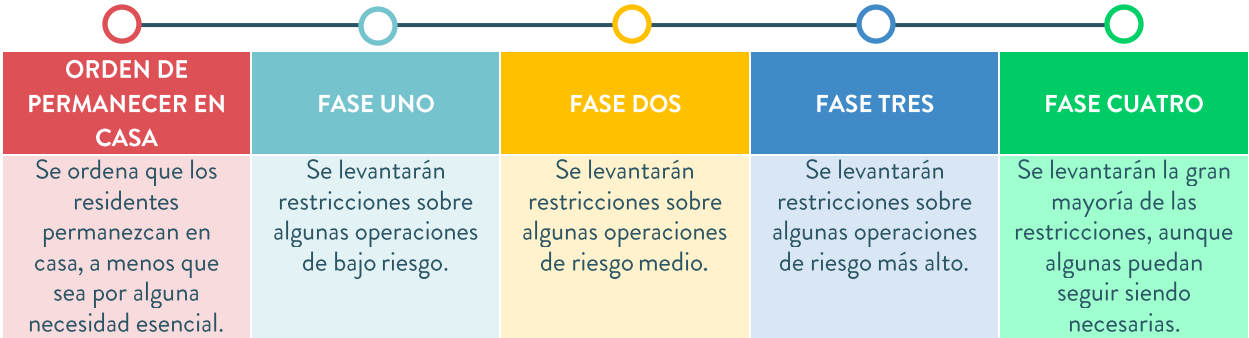 ORDEN DE
PERMANECER EN
CASA
Se ordena que los
residentes
permanezcan en
casa, a menos que
sea por alguna
necesidad esencial.
FASE UNO
Se levantarán
restricciones sobre
algunas operaciones
de bajo riesgo.
FASE DOS
Se levantarán
restricciones sobre
algunas operaciones
de riesgo medio.
FASE TRES
Se levantarán
restricciones sobre
algunas operaciones
de riesgo más alto.
FASE CUATRO
Se levantarán la gran
mayoría de las
restricciones, aunque
algunas puedan
seguir siendo
necesarias.